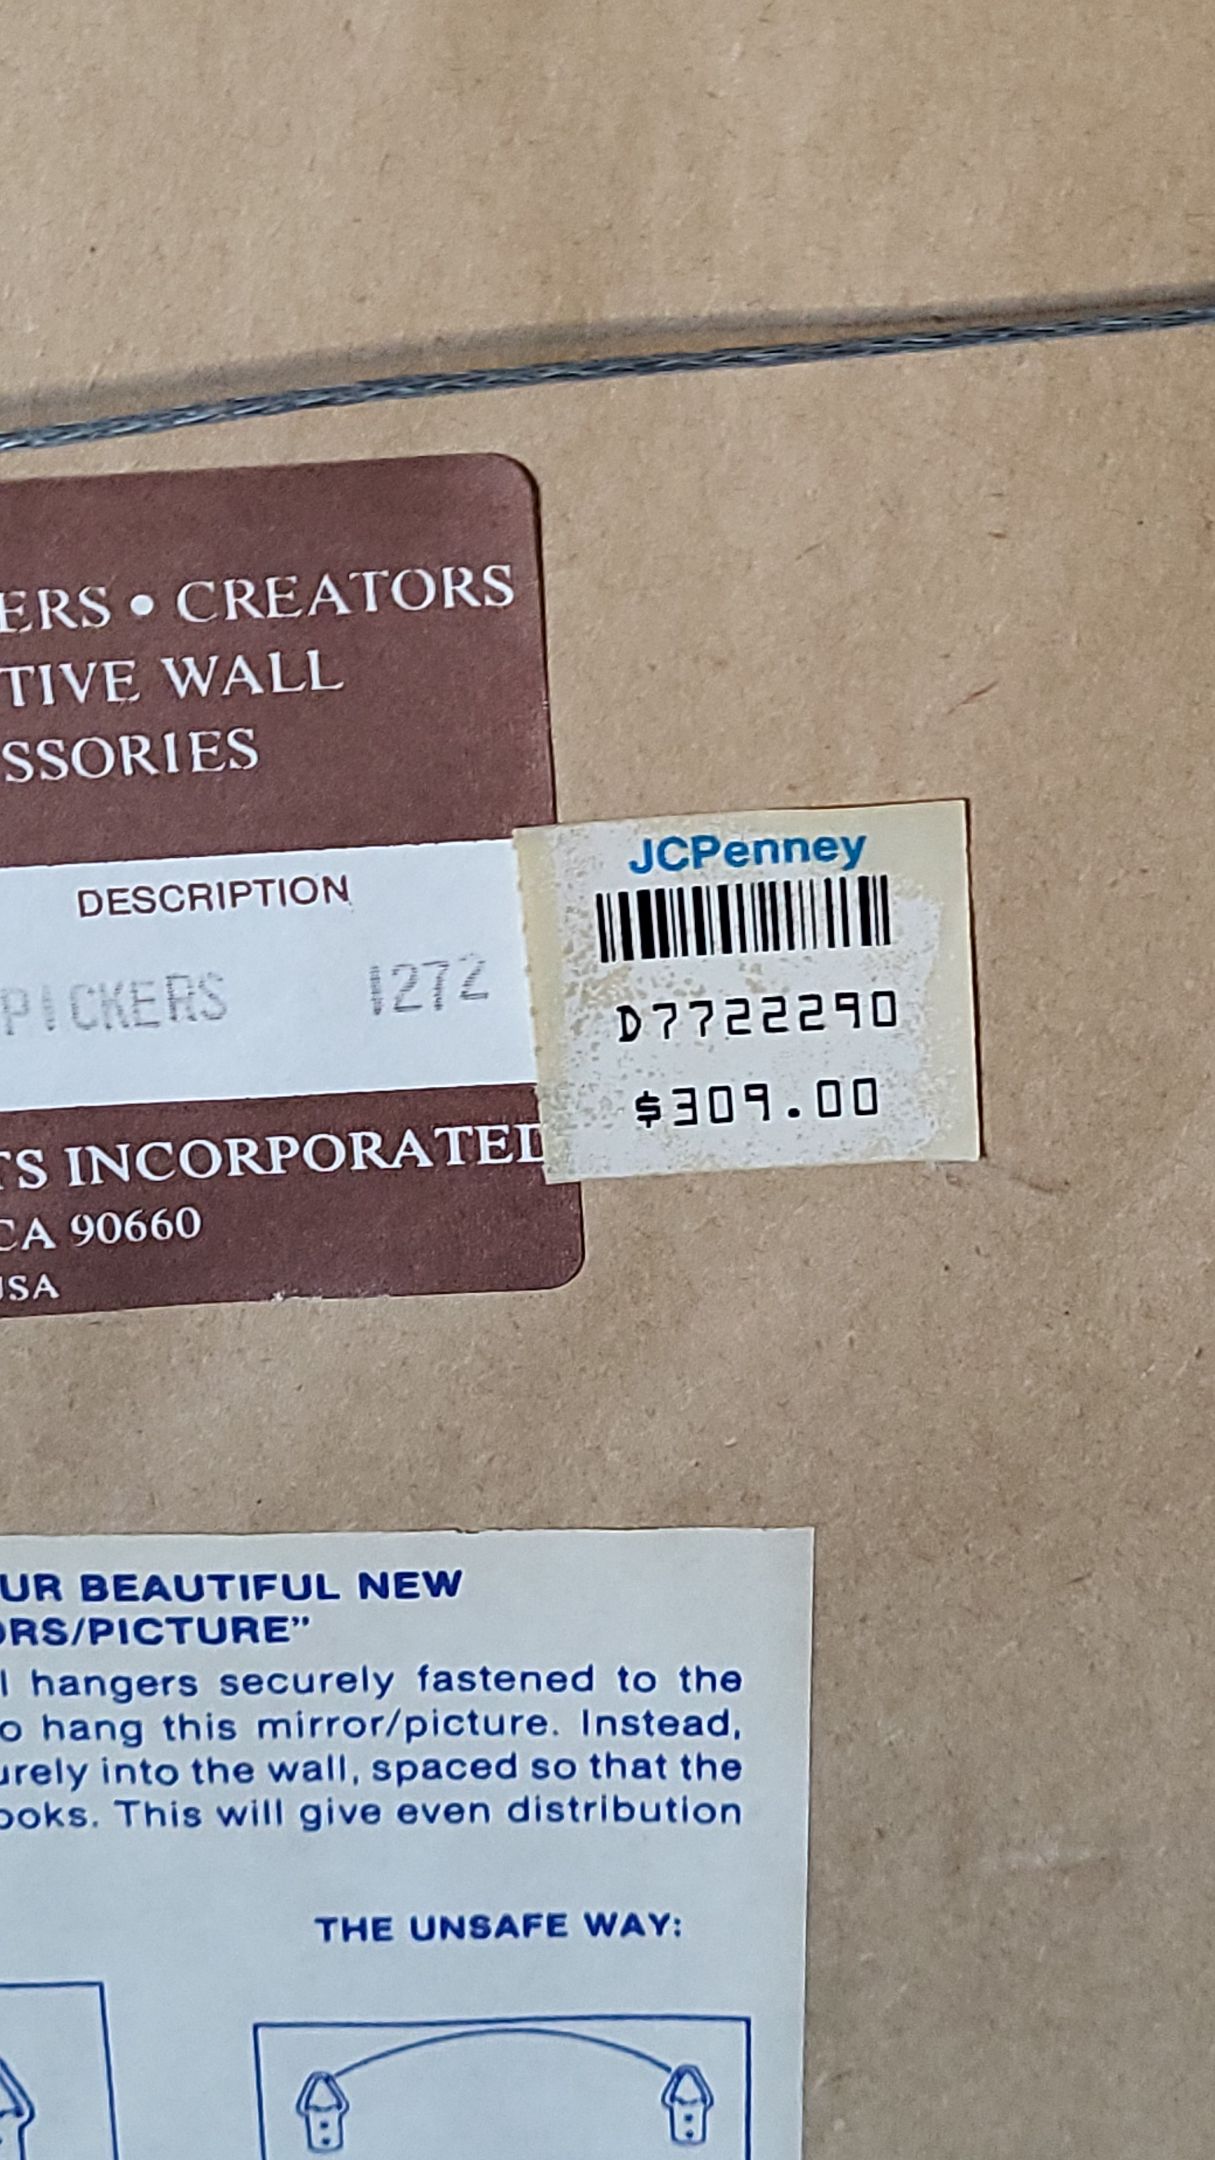 ERS • CREATORS
TIVE WALL
SSORIES
DESCRIPTION
PICKERS 1272
TS INCORPORATED
CA 90660
USA
JCPenney
D7722290
$309.00
UR BEAUTIFUL NEW
ORS/PICTURE”
l hangers securely fastened to the
o hang this mirror/picture. Instead,
urely into the wall, spaced so that the
ooks. This will give even distribution
THE UNSAFE WAY: